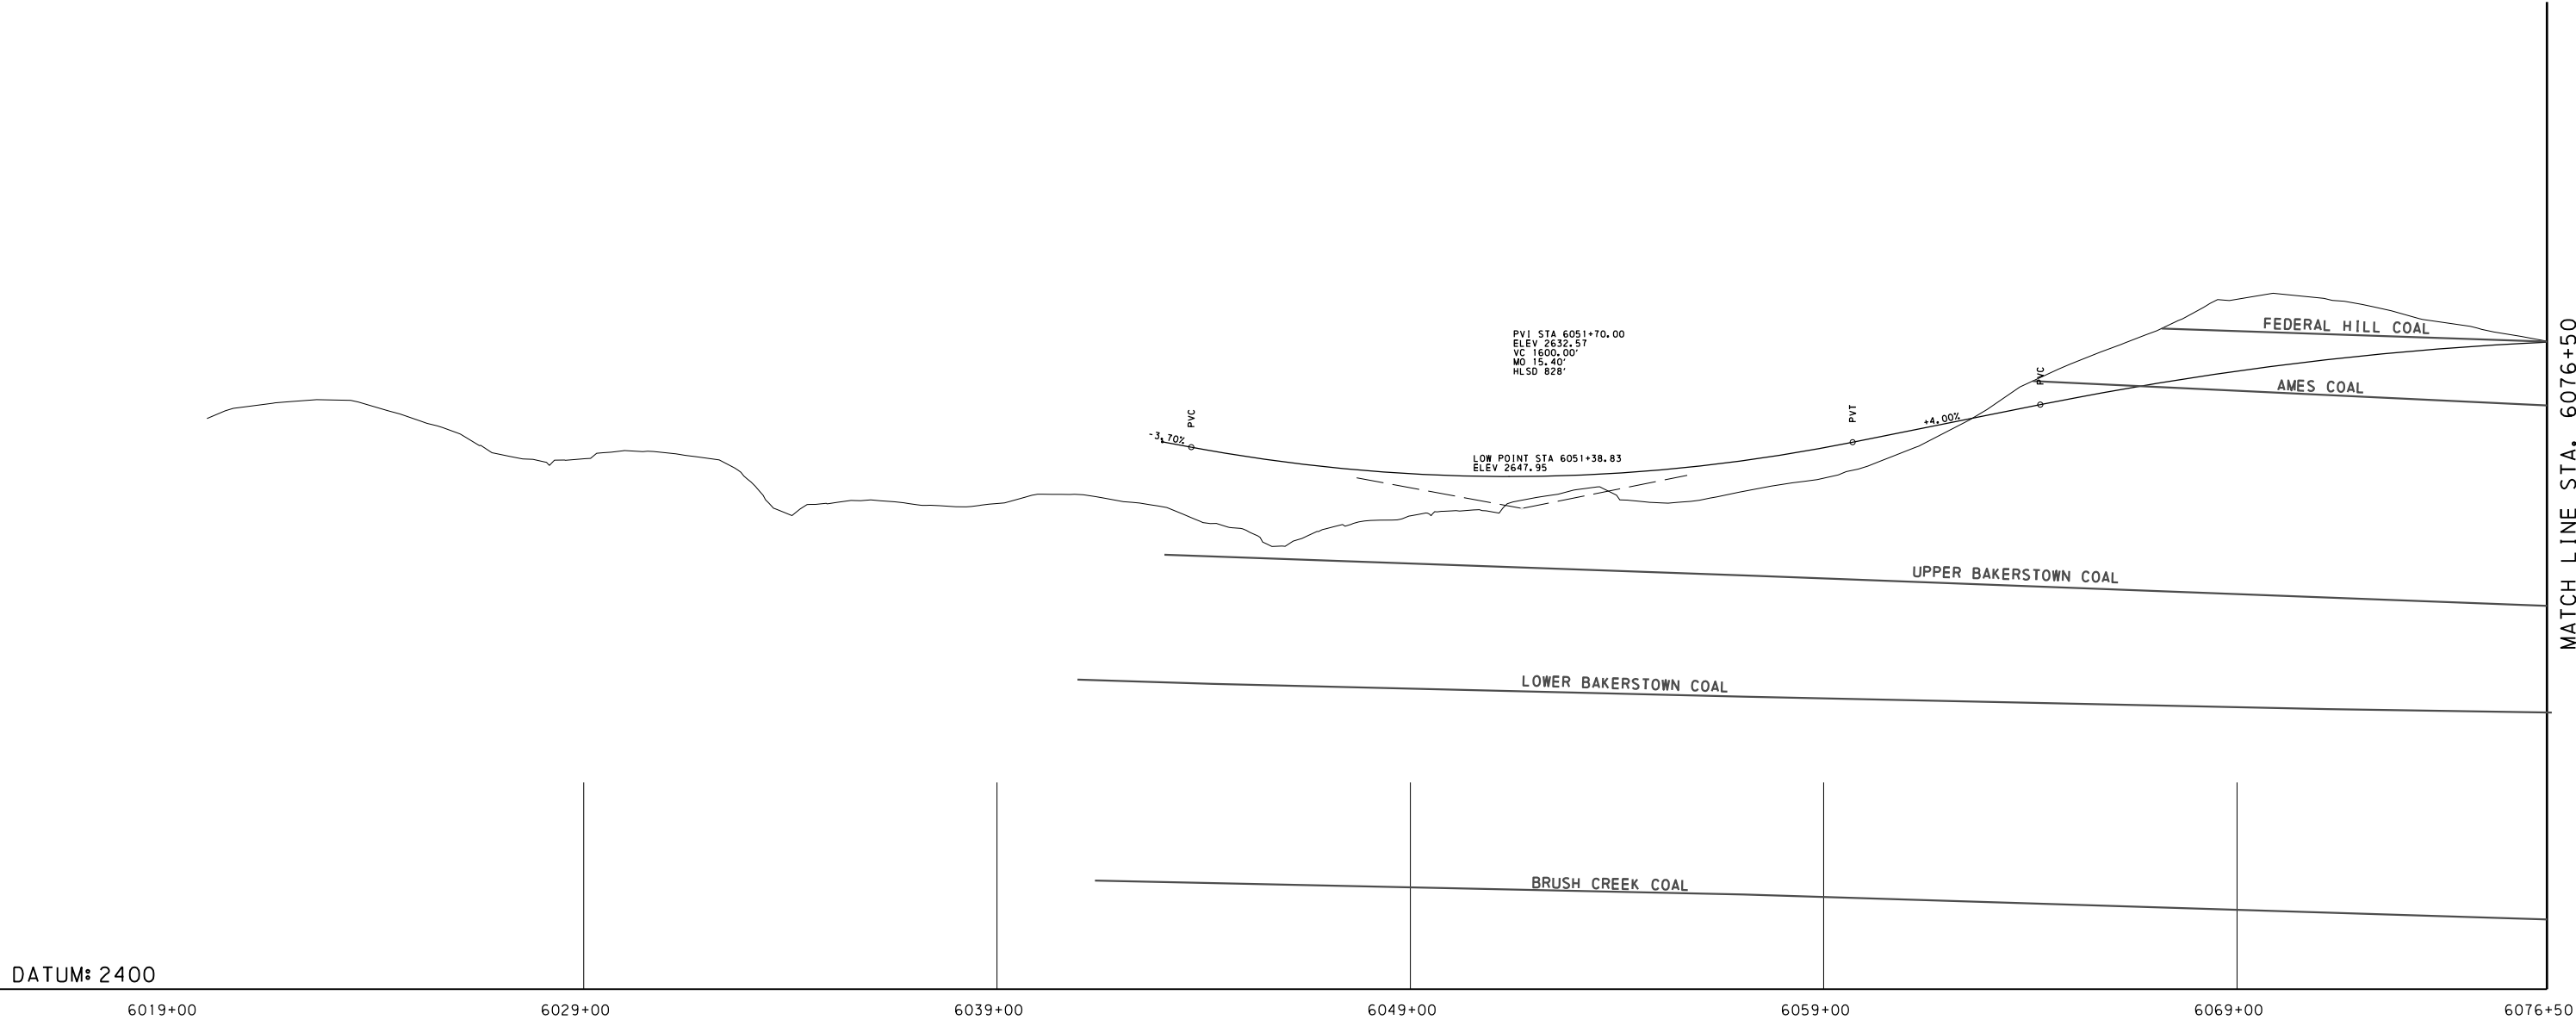 PVI STA 6051+70.00
ELEV 2632.57
VC 1600.00'
MO 15.40'
HLSD 828'
FEDERAL HILL COAL
AMES COAL
PVC
-3.70%
PVC
PVT
+4.00%
LOW POINT STA 6051+38.83
ELEV 2647.95
UPPER BAKERSTOWN COAL
LOWER BAKERSTOWN COAL
BRUSH CREEK COAL
MATCH LINE STA. 6076+50
DATUM: 2400
6019+00
6029+00
6039+00
6049+00
6059+00
6069+00
6076+50